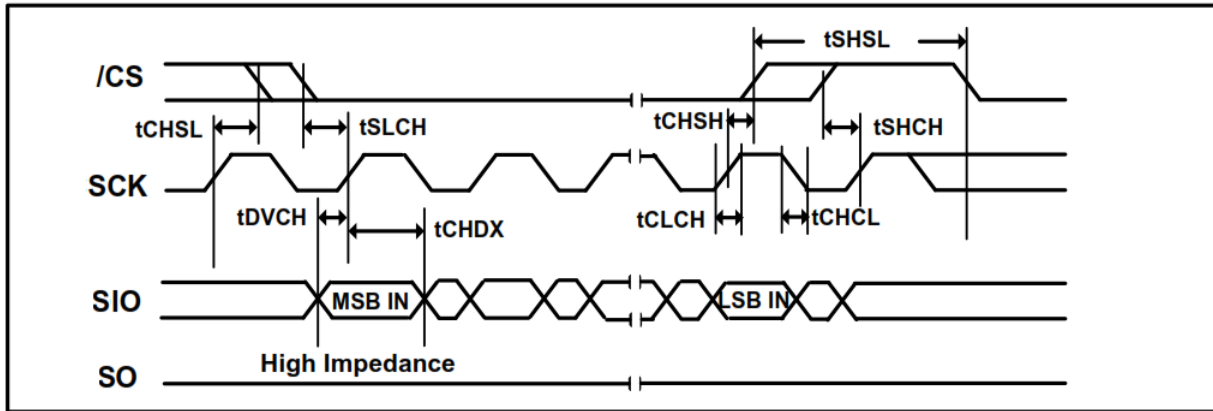 tSHSL
/CS
tCHSL
tSLCH
tCHSH
tSHCH
SCK
tDVCH
tCHDX
tCLCH
tCHCL
SIO
MSB IN
LSB IN
High Impedance
SO